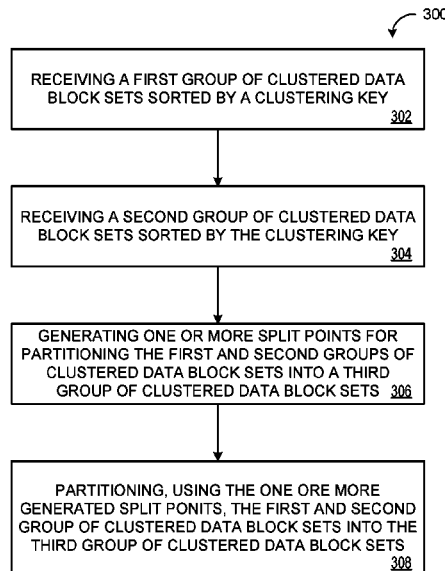 300
RECEIVING A FIRST GROUP OF CLUSTERED DATA
BLOCK SETS SORTED BY A CLUSTERING KEY
302
RECEIVING A SECOND GROUP OF CLUSTERED DATA
BLOCK SETS SORTED BY THE CLUSTERING KEY
304
GENERATING ONE OR MORE SPLIT POINTS FOR
PARTITIONING THE FIRST AND SECOND GROUPS OF
CLUSTERED DATA BLOCK SETS INTO A THIRD
GROUP OF CLUSTERED DATA BLOCK SETS 306
PARTITIONING, USING THE ONE ORE MORE
GENERATED SPLIT PONITS, THE FIRST AND SECOND
GROUP OF CLUSTERED DATA BLOCK SETS INTO THE
THIRD GROUP OF CLUSTERED DATA BLOCK SETS
308